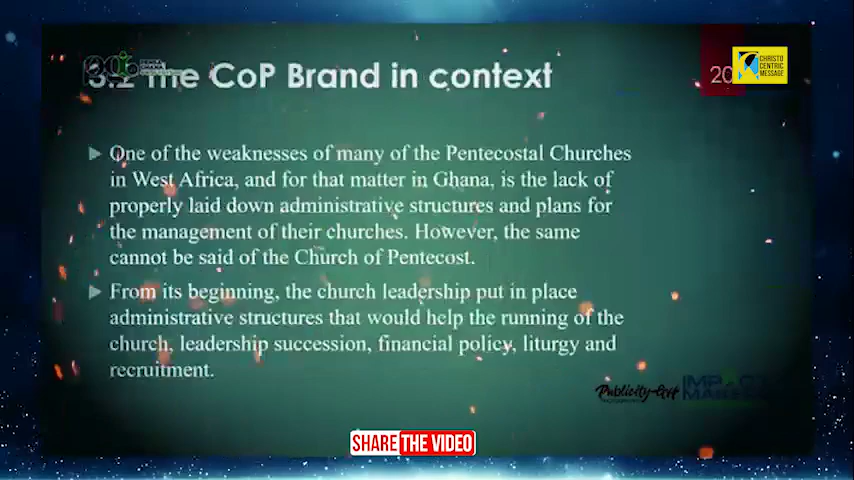 The CoP Brand in context
20
CHRISTO
CENTRIC
MESSAGE
One of the weaknesses of many of the Pentecostal Churches
in West Africa, and for that matter in Ghana, is the lack of
properly laid down administrative structures and plans for
the management of their churches. However, the same
cannot be said of the Church of Pentecost.
From its beginning, the church leadership put in place
administrative structures that would help the running of the
church, leadership succession, financial policy, liturgy and
recruitment.
SHARE THE VIDEO